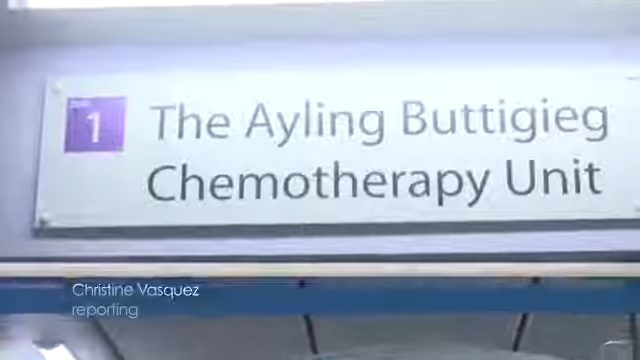 1
The Ayling Buttigieg
Chemotherapy Unit
Christine Vasquez
reporting